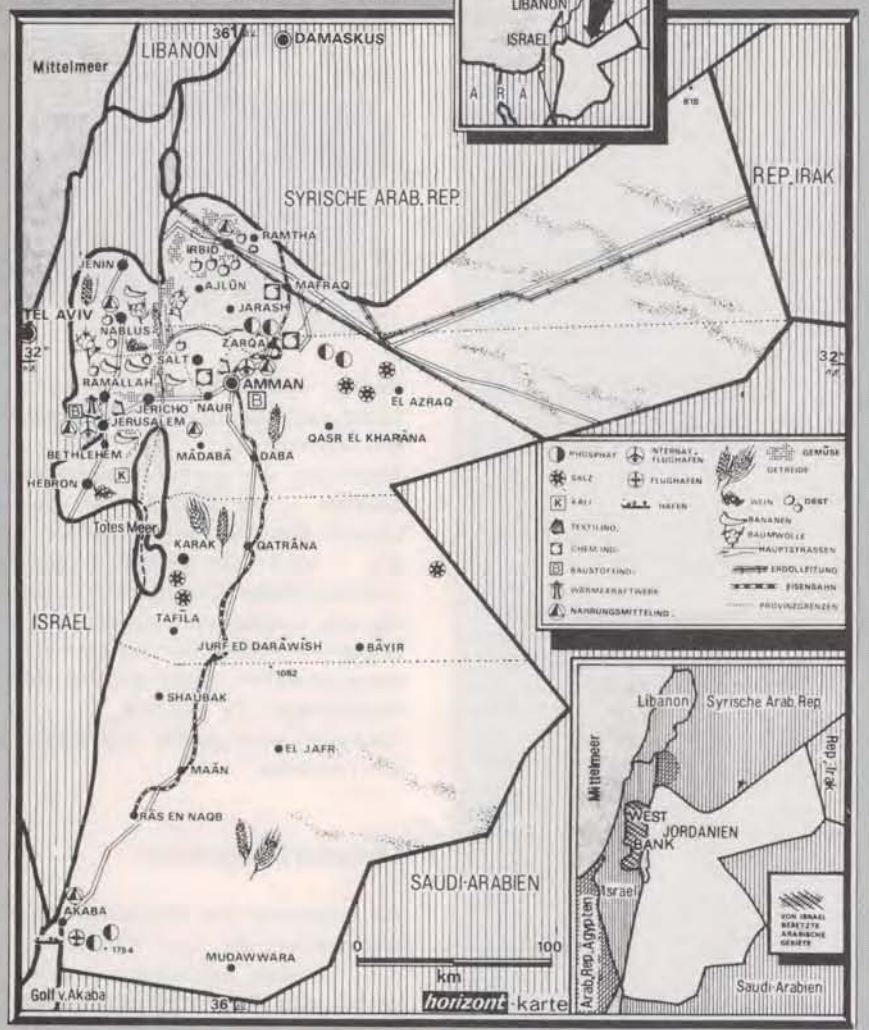 LIBANON
ISRAEL
A R A
36°
LIBANON
DAMASKUS
Mittelmeer
818
SYRISCHE ARAB. REP.
REP. IRAK
RAMTHA
IRBID
JENIN
AJLŪN
MAFRAQ
JARASH
TEL AVIV
NABLUS
ZARQA
32°
SALT
32°
RAMALLAH
AMMAN
EL AZRAQ
JERICHO
NAUR
B
B
JERUSALEM
QASR EL KHARĀNA
BETHLEHEM
MĀDABĀ
DABA
HEBRON
K
Totes Meer
KARAK
QATRĀNA
TAFĪLA
ISRAEL
JURF ED DARĀWĪSH
BĀYIR
1082
SHAUBAK
EL JAFR
MAĀN
RĀS EN NAQB
SAUDI-ARABIEN
AKABA
1754
MUDAWWARA
0 100
km
Golf v. Akaba
36°
horizont-karte
PHOSPHAT
SALZ
K KALI
TEXTILIND.
CHEM. IND.
B BAUSTOFFIND.
WÄRMEKRAFTWERK
NAHRUNGSMITTELIND.
INTERNAT. FLUGHAFEN
FLUGHAFEN
HAFEN
GEMÜSE
GETREIDE
WEIN
OBST
BANANEN
BAUMWOLLE
HAUPTSTRASSEN
ERDÖLLEITUNG
EISENBAHN
PROVINZGRENZEN
Libanon
Syrische Arab. Rep
Mittelmeer
Rep. Irak
WEST
BANK
JORDANIEN
Israel
Arab. Rep. Ägypten
VON ISRAEL
BESETZTE
ARABISCHE
GEBIETE
Saudi-Arabien